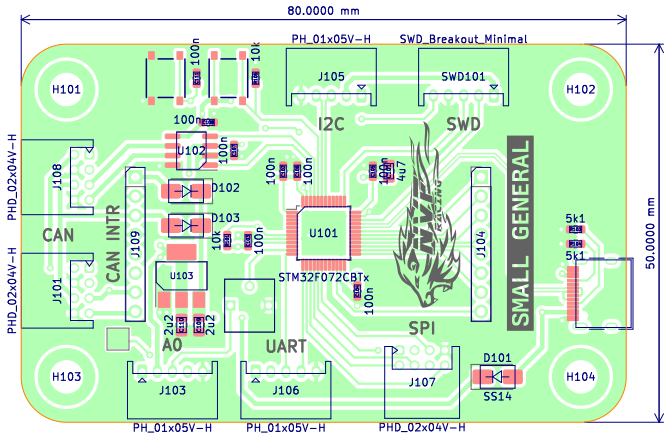 80.0000 mm
PH_01x05V-H
SWD_Breakout_Minimal
100n
10k
J105
SWD101
H101
H102
I2C
SWD
100n
U102
100n
PHD_02x04V-H
J108
100n
100n
100n
4u7
D102
CAN
CAN INTR
J109
D103
10k
100n
U101
NVP
RACING
J104
SMALL GENERAL
5k1
5k1
50.0000 mm
PHD_02x04V-H
J101
U103
STM32F072CBTx
100n
2u2
2u2
A0
UART
SPI
H103
J103
J106
J107
D101
SS14
H104
PH_01x05V-H
PH_01x05V-H
PHD_02x04V-H